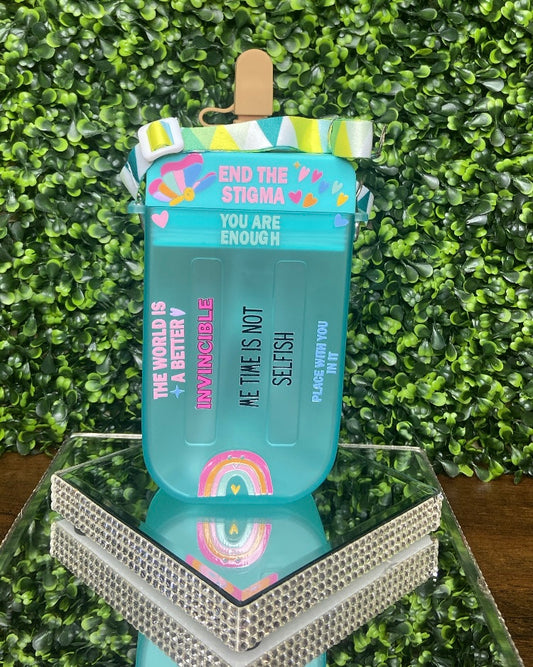 END THE
STIGMA
YOU ARE
ENOUGH
THE WORLD IS
A BETTER
INVINCIBLE
ME TIME IS NOT
SELFISH
PLACE WITH YOU
IN IT